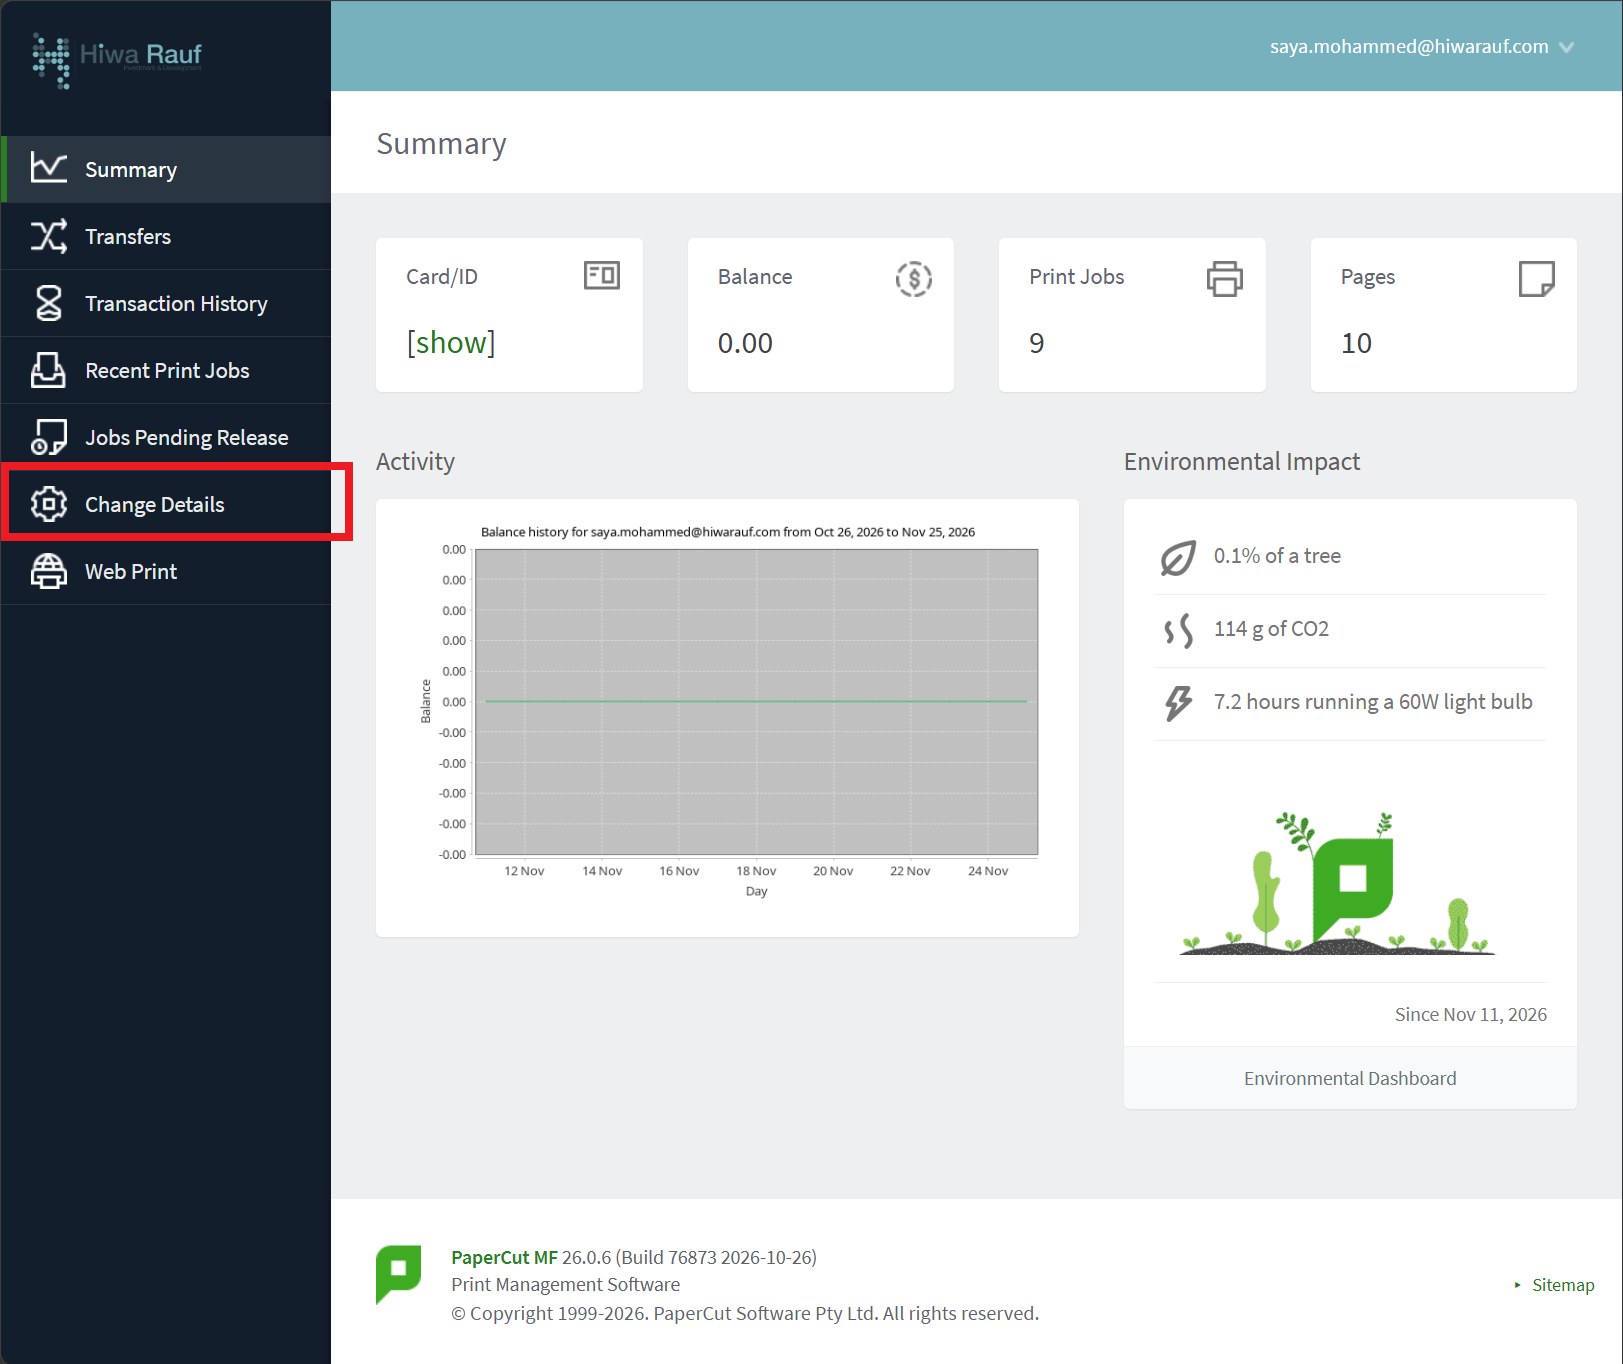 Hiwa Rauf
Investment & Development
saya.mohammed@hiwarauf.com
Summary
Transfers
Transaction History
Recent Print Jobs
Jobs Pending Release
Change Details
Web Print
Summary
Card/ID
[show]
Balance
0.00
Print Jobs
9
Pages
10
Activity
Balance history for saya.mohammed@hiwarauf.com from Oct 26, 2026 to Nov 25, 2026
0.00
0.00
0.00
0.00
0.00
0.00
-0.00
-0.00
-0.00
-0.00
-0.00
Balance
12 Nov 14 Nov 16 Nov 18 Nov 20 Nov 22 Nov 24 Nov
Day
Environmental Impact
0.1% of a tree
114 g of CO2
7.2 hours running a 60W light bulb
Since Nov 11, 2026
Environmental Dashboard
PaperCut MF 26.0.6 (Build 76873 2026-10-26)
Print Management Software
© Copyright 1999-2026. PaperCut Software Pty Ltd. All rights reserved.
Sitemap